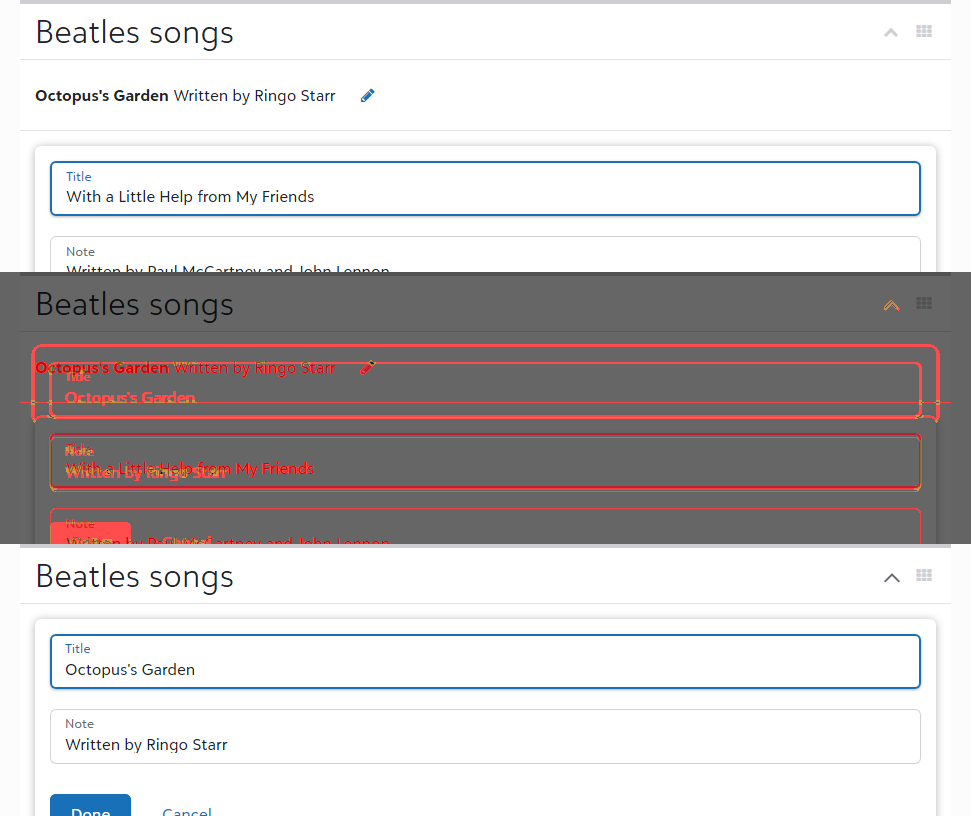 Beatles songs
Octopus's Garden Written by Ringo Starr
Title
With a Little Help from My Friends
Note
Written by Paul McCartney and John Lennon
Beatles songs
Octopus's Garden Written by Ringo Starr
Title
Octopus's Garden
Title
Note
With a Little Help from My Friends
Written by Ringo Starr
Note
Written by Paul McCartney and John Lennon
Done Cancel
Beatles songs
Title
Octopus's Garden
Note
Written by Ringo Starr
Done Cancel